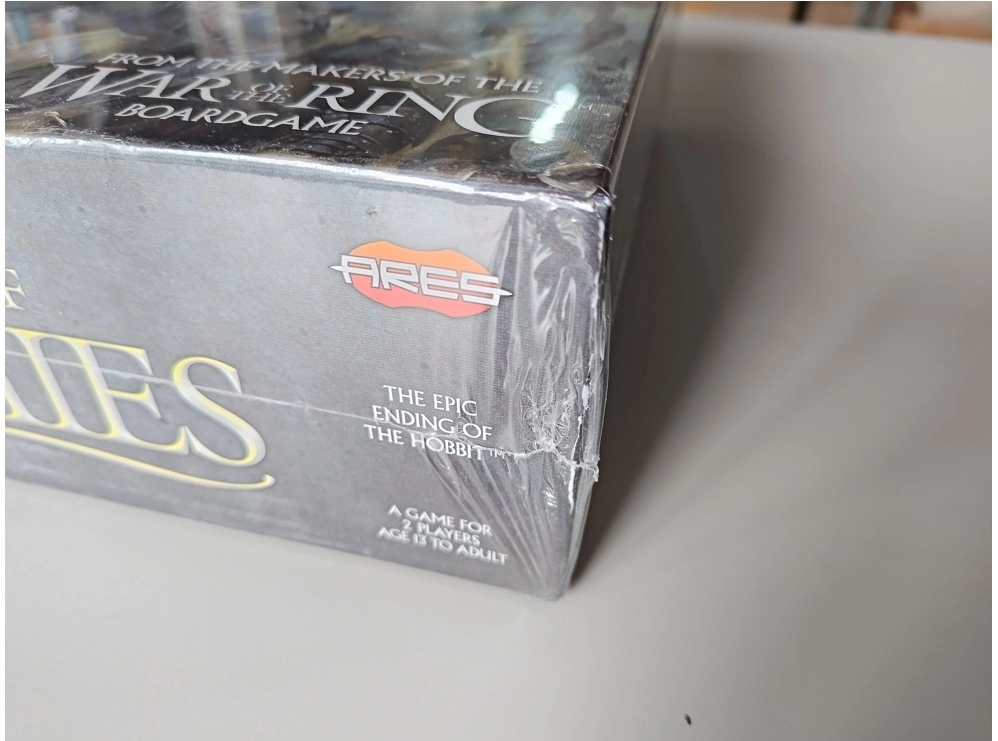 FROM THE MAKERS OF THE
WAR OF THE RING
BOARDGAME
ARES
THE EPIC
ENDING OF
THE HOBBIT™
A GAME FOR
2 PLAYERS
AGE 13 TO ADULT